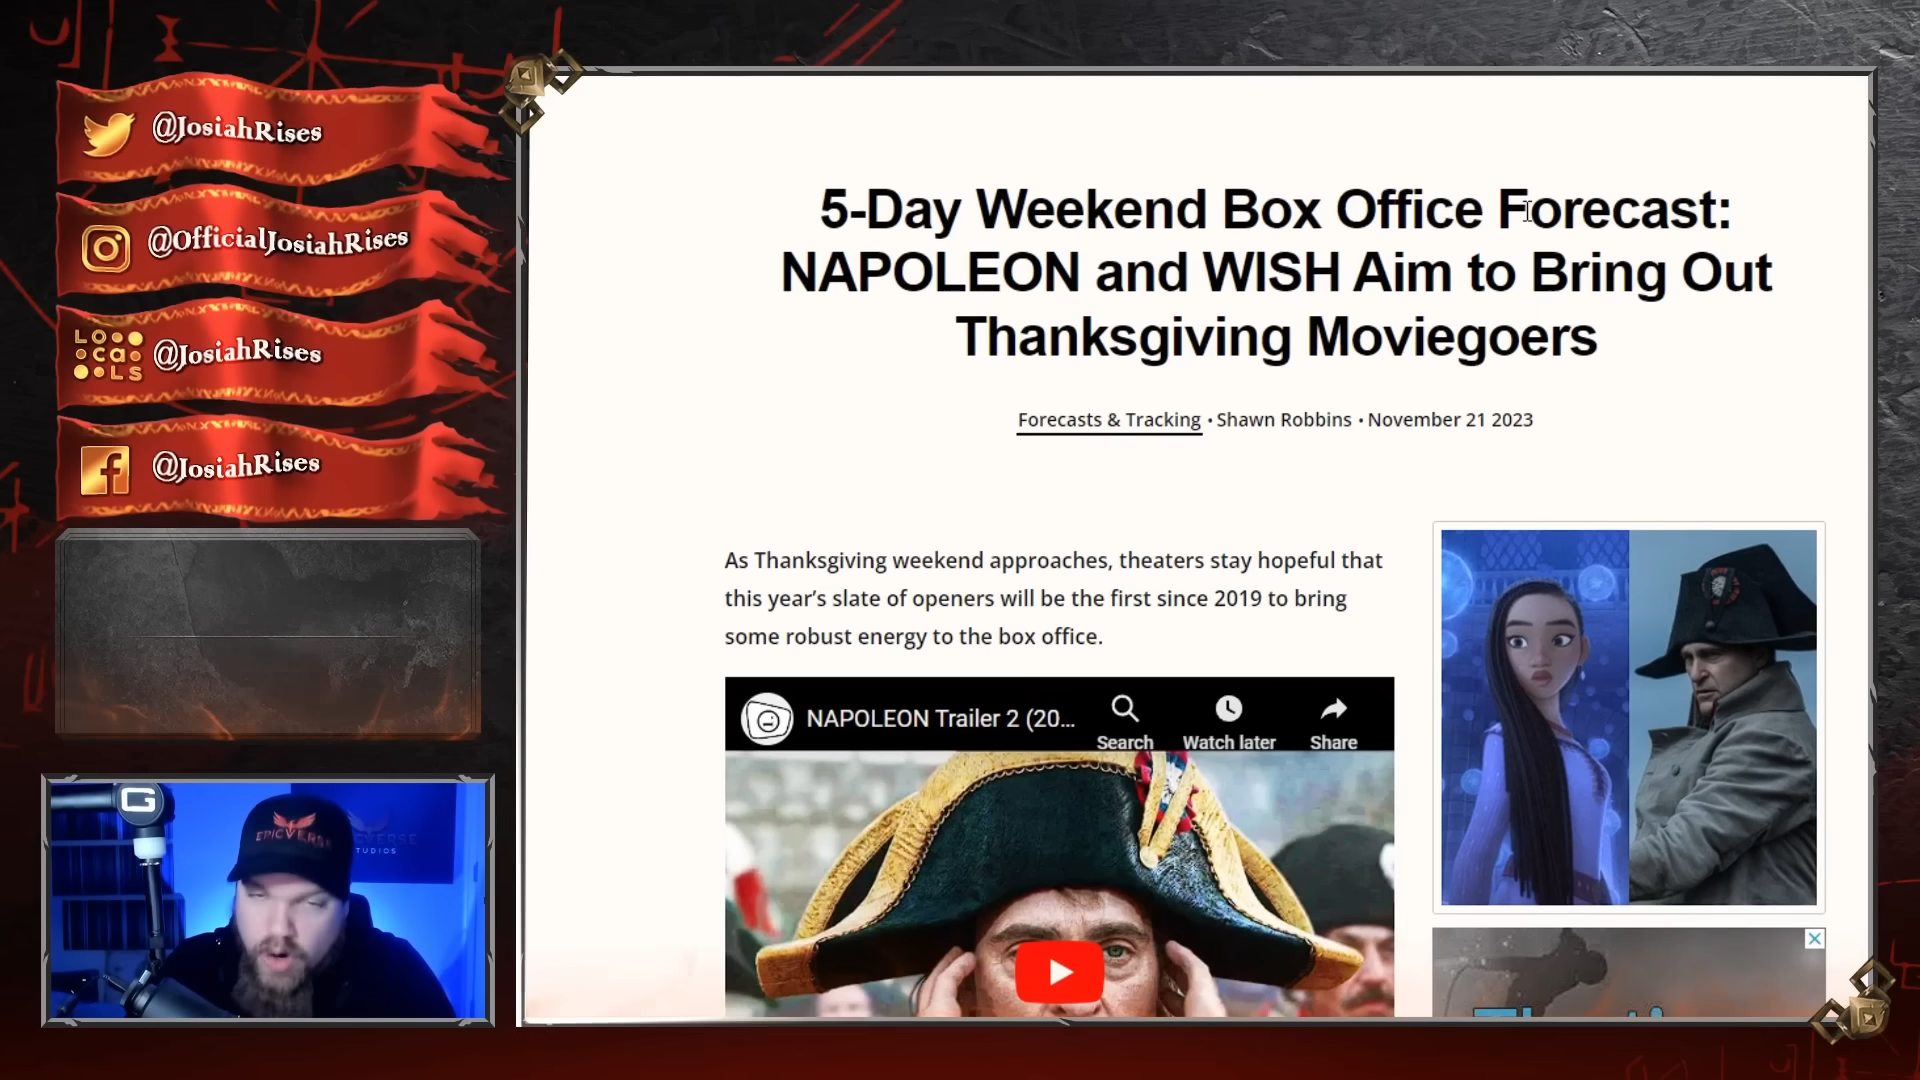 @JosiahRises
@OfficialJosiahRises
LOCALS
@JosiahRises
@JosiahRises
5-Day Weekend Box Office Forecast:
NAPOLEON and WISH Aim to Bring Out
Thanksgiving Moviegoers
Forecasts & Tracking • Shawn Robbins • November 21 2023
As Thanksgiving weekend approaches, theaters stay hopeful that
this year’s slate of openers will be the first since 2019 to bring
some robust energy to the box office.
NAPOLEON Trailer 2 (20...
Search
Watch later
Share
G
EPICVERSE